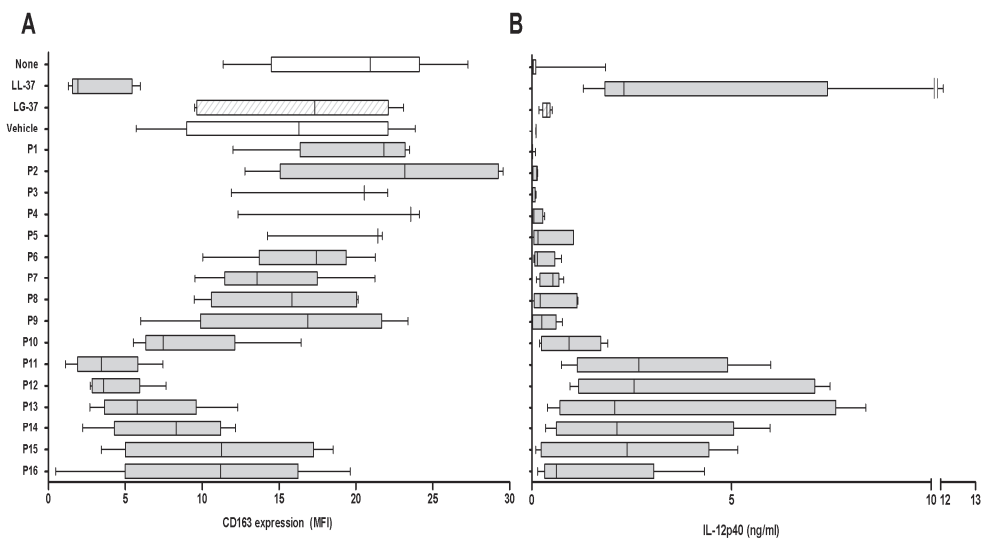 A
B
None
LL-37
LG-37
Vehicle
P1
P2
P3
P4
P5
P6
P7
P8
P9
P10
P11
P12
P13
P14
P15
P16
0 5 10 15 20 25 30
0 5 10 12 13
CD163 expression (MFI)
IL-12p40 (ng/ml)